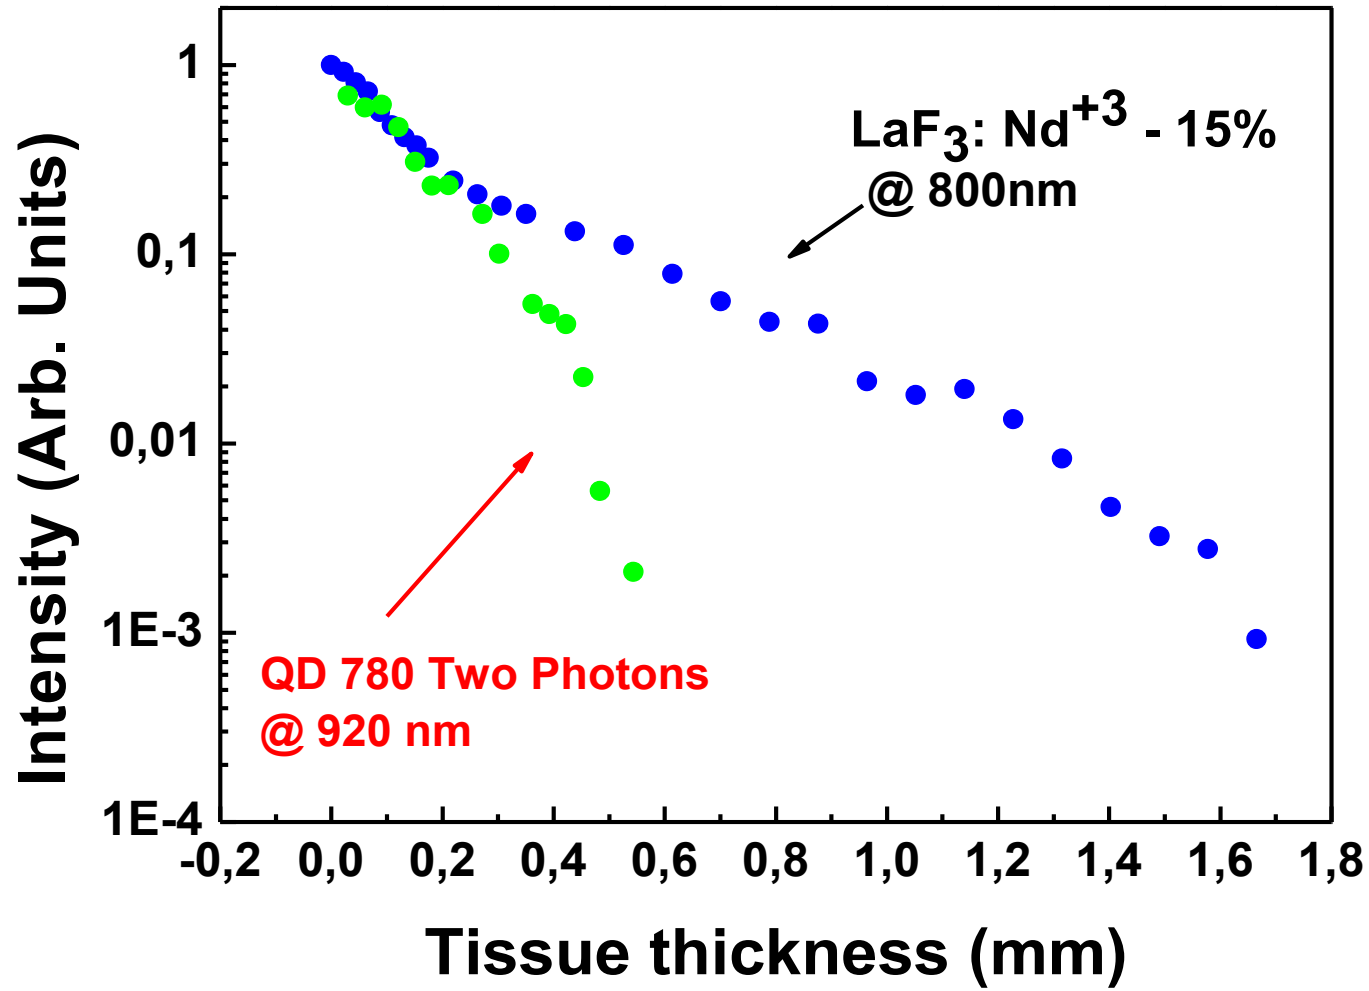 Intensity (Arb. Units)
1
0,1
0,01
1E-3
1E-4
LaF3: Nd+3 - 15%
@ 800nm
QD 780 Two Photons
@ 920 nm
-0,2 0,0 0,2 0,4 0,6 0,8 1,0 1,2 1,4 1,6 1,8
Tissue thickness (mm)